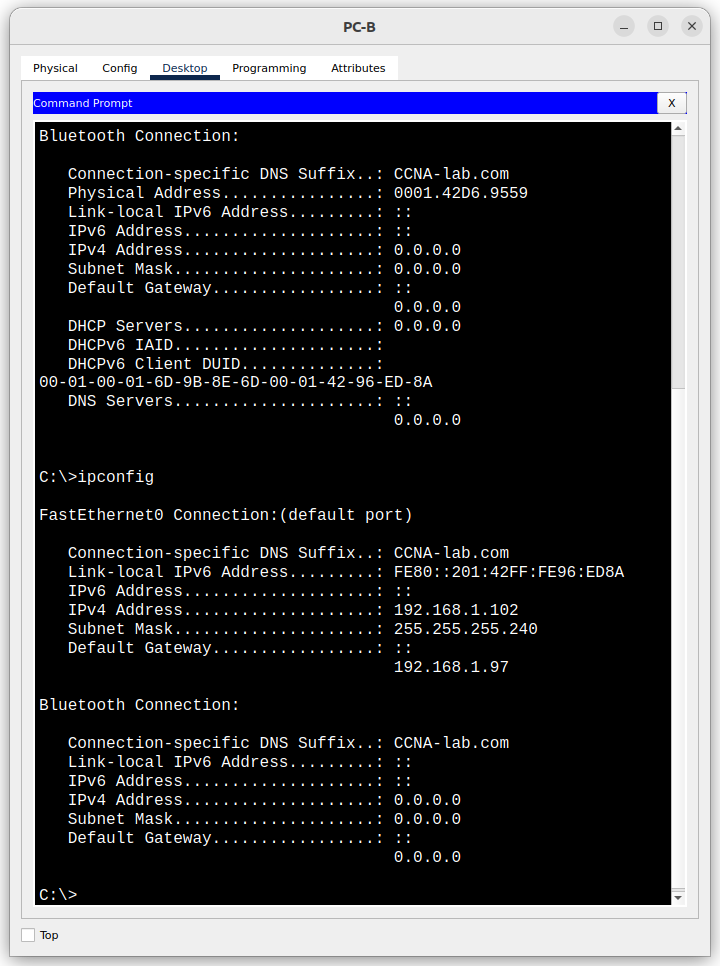 PC-B
Physical Config Desktop Programming Attributes
Command Prompt X
Bluetooth Connection:
Connection-specific DNS Suffix..: CCNA-lab.com
Physical Address................: 0001.42D6.9559
Link-local IPv6 Address.........: ::
IPv6 Address....................: ::
IPv4 Address....................: 0.0.0.0
Subnet Mask.....................: 0.0.0.0
Default Gateway.................: ::
0.0.0.0
DHCP Servers....................: 0.0.0.0
DHCPv6 IAID.....................:
DHCPv6 Client DUID..............:
00-01-00-01-6D-9B-8E-6D-00-01-42-96-ED-8A
DNS Servers.....................: ::
0.0.0.0
C:\>ipconfig
FastEthernet0 Connection:(default port)
Connection-specific DNS Suffix..: CCNA-lab.com
Link-local IPv6 Address.........: FE80::201:42FF:FE96:ED8A
IPv6 Address....................: ::
IPv4 Address....................: 192.168.1.102
Subnet Mask.....................: 255.255.255.240
Default Gateway.................: ::
192.168.1.97
Bluetooth Connection:
Connection-specific DNS Suffix..: CCNA-lab.com
Link-local IPv6 Address.........: ::
IPv6 Address....................: ::
IPv4 Address....................: 0.0.0.0
Subnet Mask.....................: 0.0.0.0
Default Gateway.................: ::
0.0.0.0
C:\>
Top